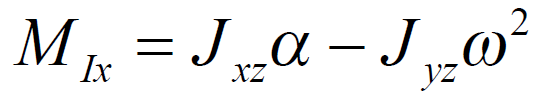 M_{Ix} = J_{xz}α − J_{yz}ω²